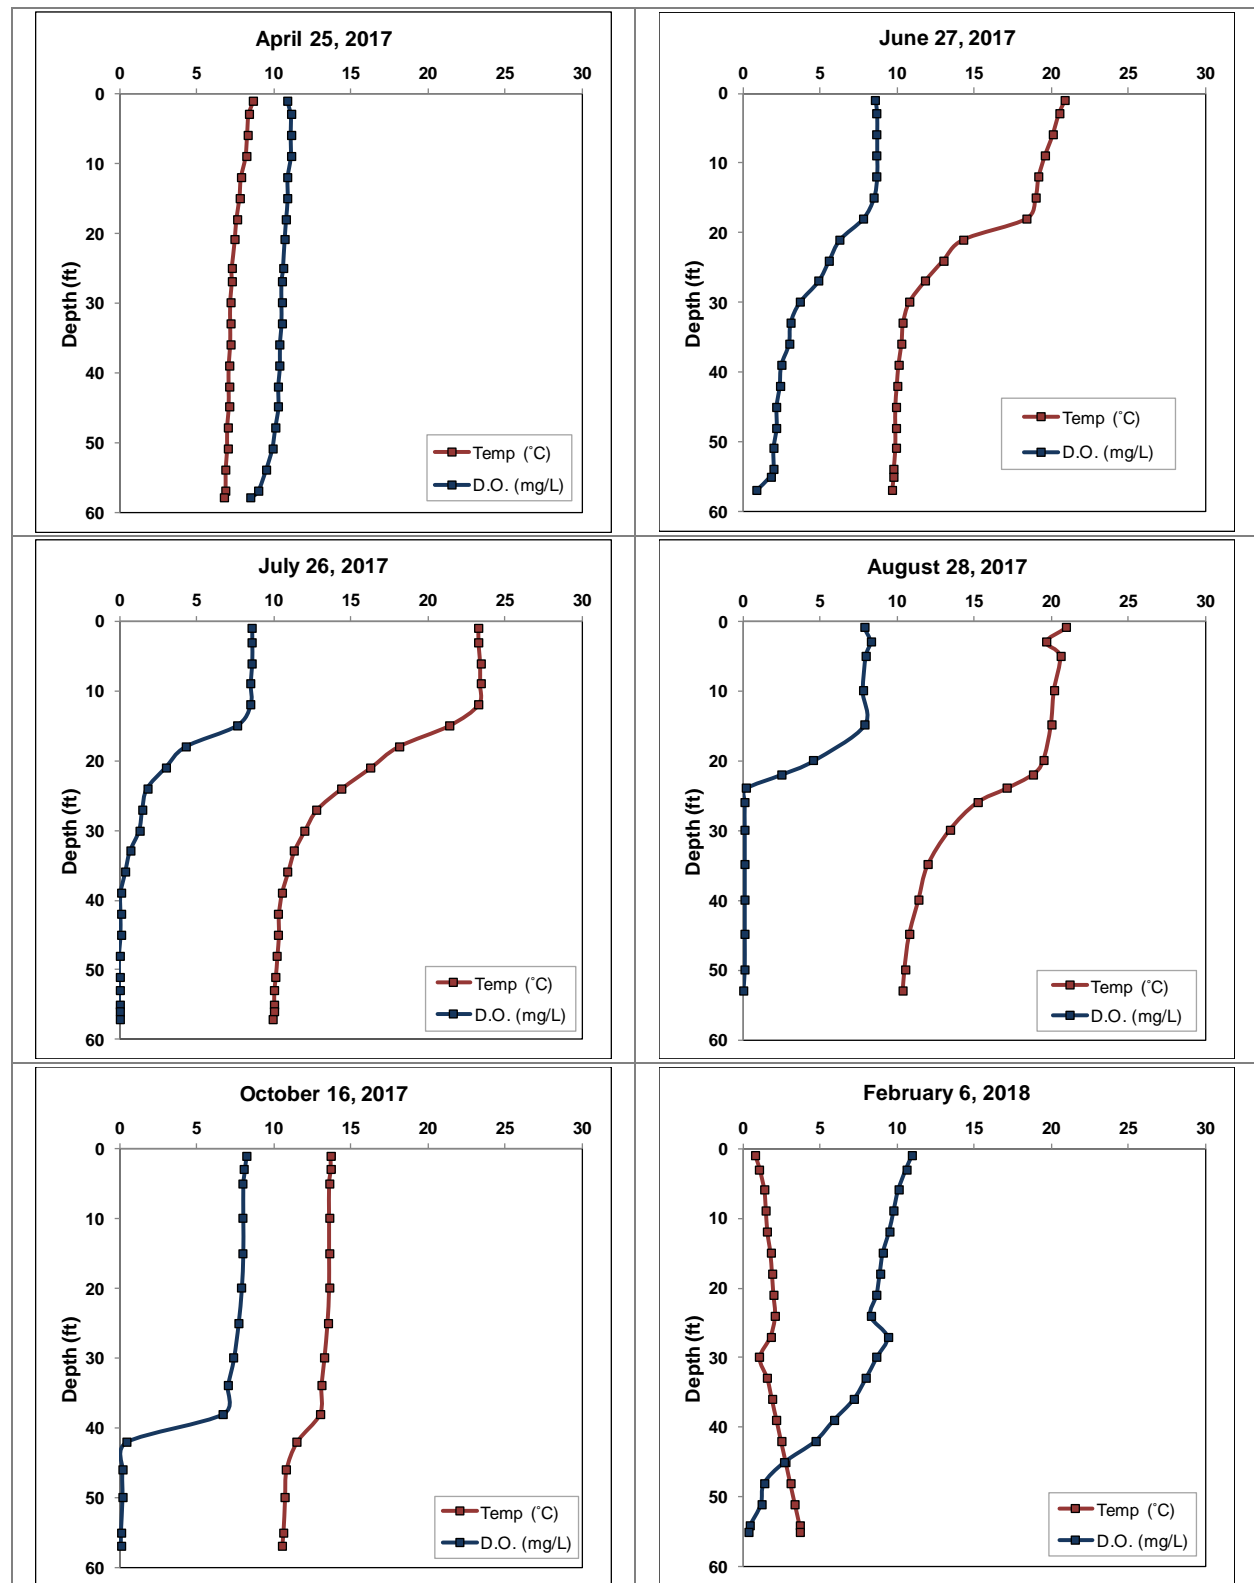 April 25, 2017
0 5 10 15 20 25 30
0
10
20
30
40
50
60
Depth (ft)
Temp (˚C)
D.O. (mg/L)
June 27, 2017
0 5 10 15 20 25 30
0
10
20
30
40
50
60
Depth (ft)
Temp (˚C)
D.O. (mg/L)
July 26, 2017
0 5 10 15 20 25 30
0
10
20
30
40
50
60
Depth (ft)
Temp (˚C)
D.O. (mg/L)
August 28, 2017
0 5 10 15 20 25 30
0
10
20
30
40
50
60
Depth (ft)
Temp (˚C)
D.O. (mg/L)
October 16, 2017
0 5 10 15 20 25 30
0
10
20
30
40
50
60
Depth (ft)
Temp (˚C)
D.O. (mg/L)
February 6, 2018
0 5 10 15 20 25 30
0
10
20
30
40
50
60
Depth (ft)
Temp (˚C)
D.O. (mg/L)